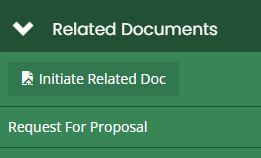 Related Documents
Initiate Related Doc
Request For Proposal